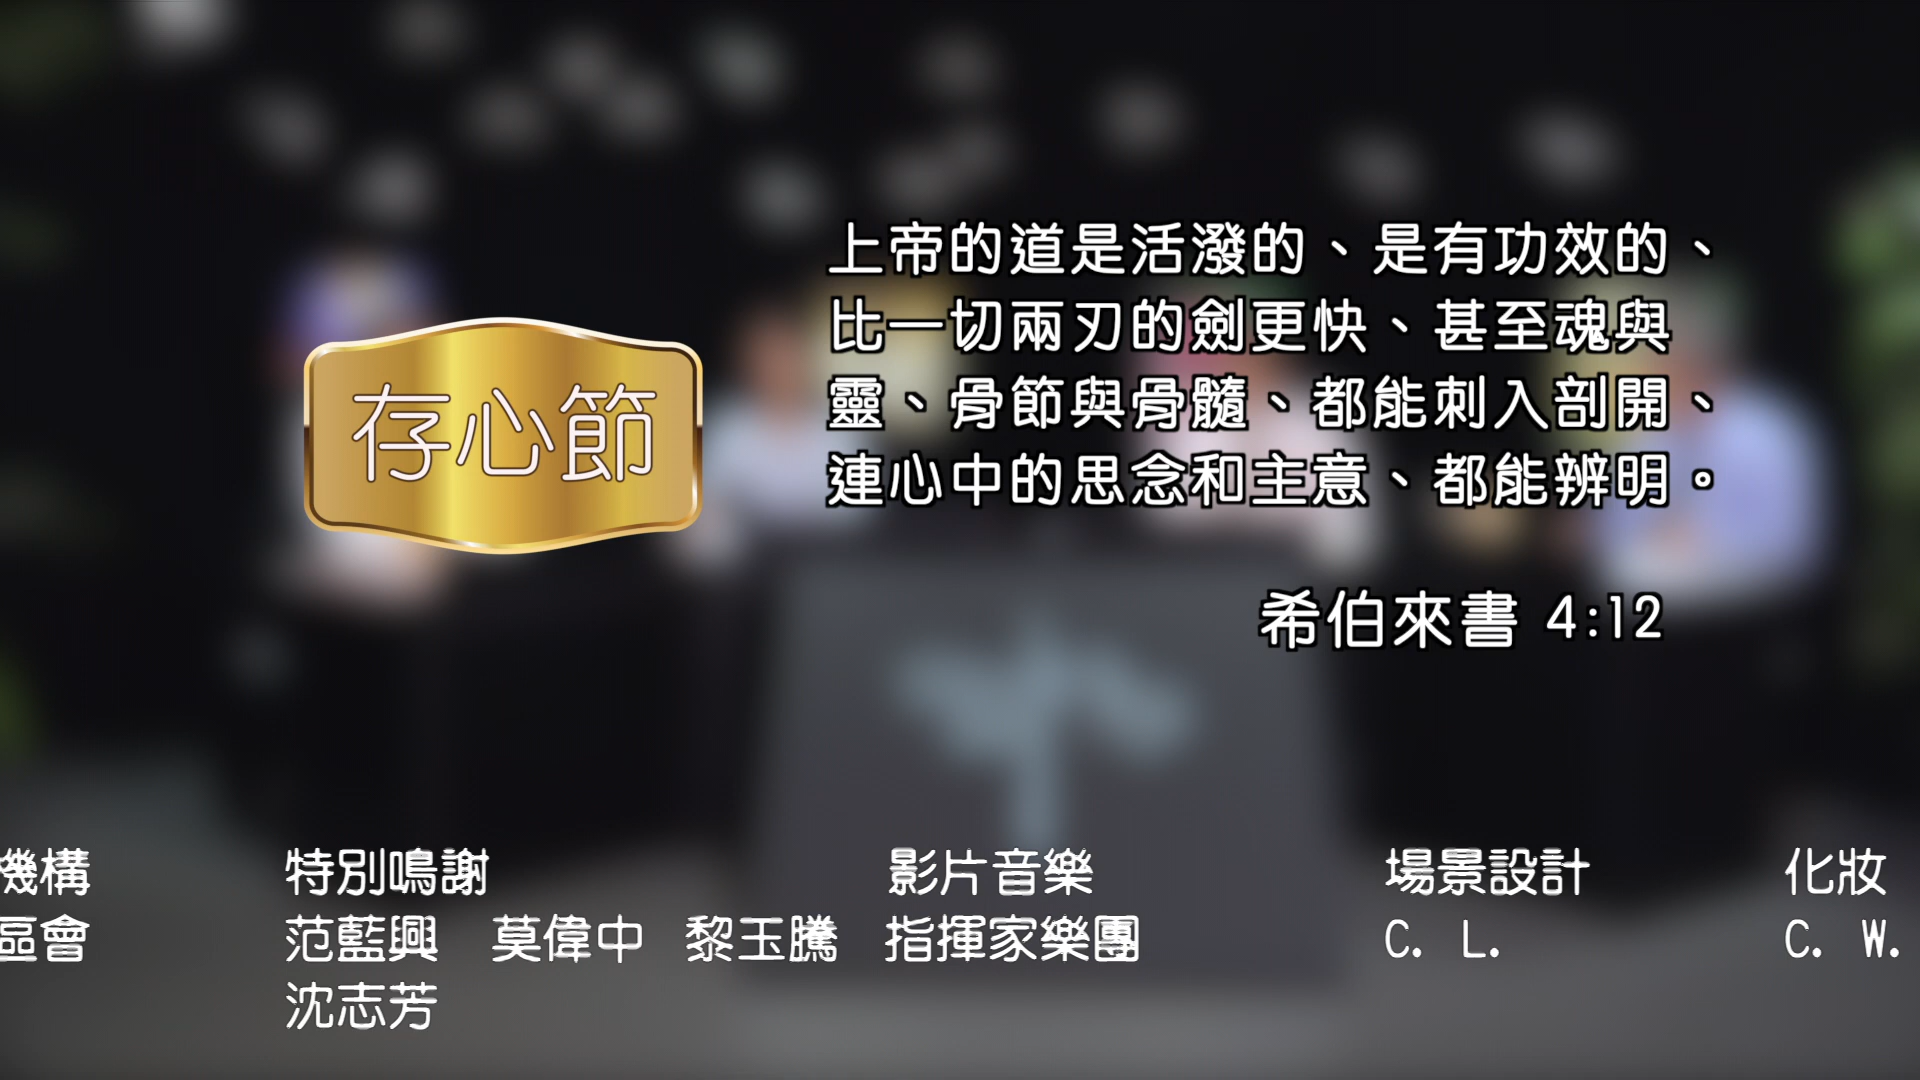 存心節
上帝的道是活潑的、是有功效的、
比一切兩刃的劍更快、甚至魂與
靈、骨節與骨髓、都能刺入剖開、
連心中的思念和主意、都能辨明。
希伯來書 4:12
機構 特別鳴謝 影片音樂 場景設計 化妝
區會 范藍興 莫偉中 黎玉騰 指揮家樂團 C. L. C. W.
沈志芳